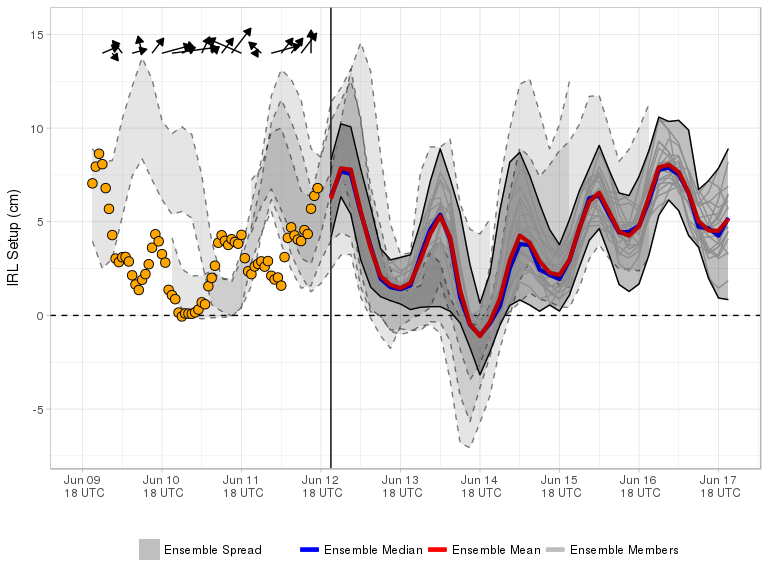 IRL Setup (cm)
15
10
5
0
-5
Jun 09 Jun 10 Jun 11 Jun 12 Jun 13 Jun 14 Jun 15 Jun 16 Jun 17
18 UTC 18 UTC 18 UTC 18 UTC 18 UTC 18 UTC 18 UTC 18 UTC 18 UTC
Ensemble Spread Ensemble Median Ensemble Mean Ensemble Members